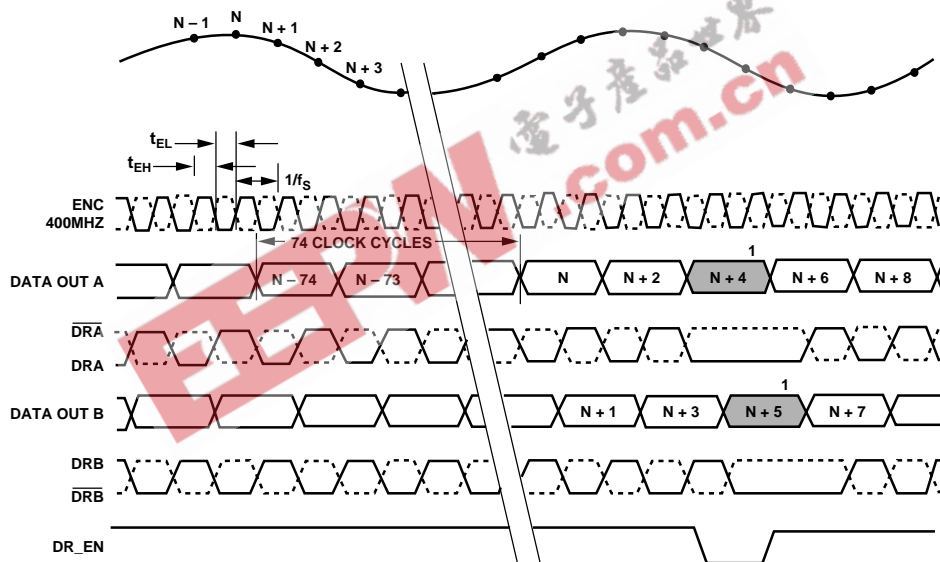 N – 1
N
N + 1
N + 2
N + 3
tEL
tEH
1/fS
ENC
400MHZ
74 CLOCK CYCLES
DATA OUT A
N – 74
N – 73
N
N + 2
1
N + 4
N + 6
N + 8
DRA
DRA
DATA OUT B
N + 1
N + 3
1
N + 5
N + 7
DRB
DRB
DR_EN
EEPW
.com.cn
電子產品世界